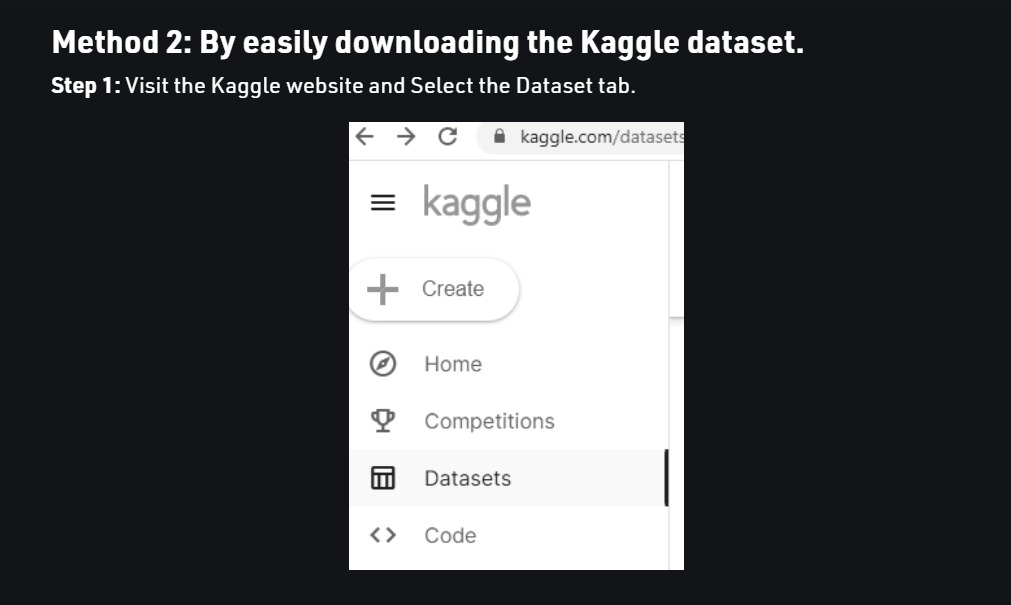 Method 2: By easily downloading the Kaggle dataset.
Step 1: Visit the Kaggle website and Select the Dataset tab.
kaggle.com/datasets
kaggle
Create
Home
Competitions
Datasets
Code